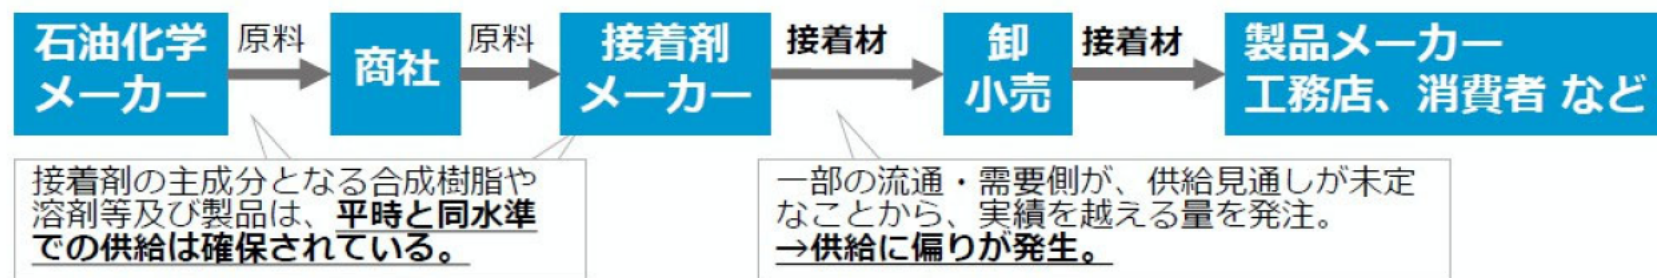 石油化学
メーカー
原料
商社
原料
接着剤
メーカー
接着材
卸
小売
接着材
製品メーカー
工務店、消費者 など
接着剤の主成分となる合成樹脂や
溶剤等及び製品は、平時と同水準
での供給は確保されている。
一部の流通・需要側が、供給見通しが未定
なことから、実績を越える量を発注。
→供給に偏りが発生。